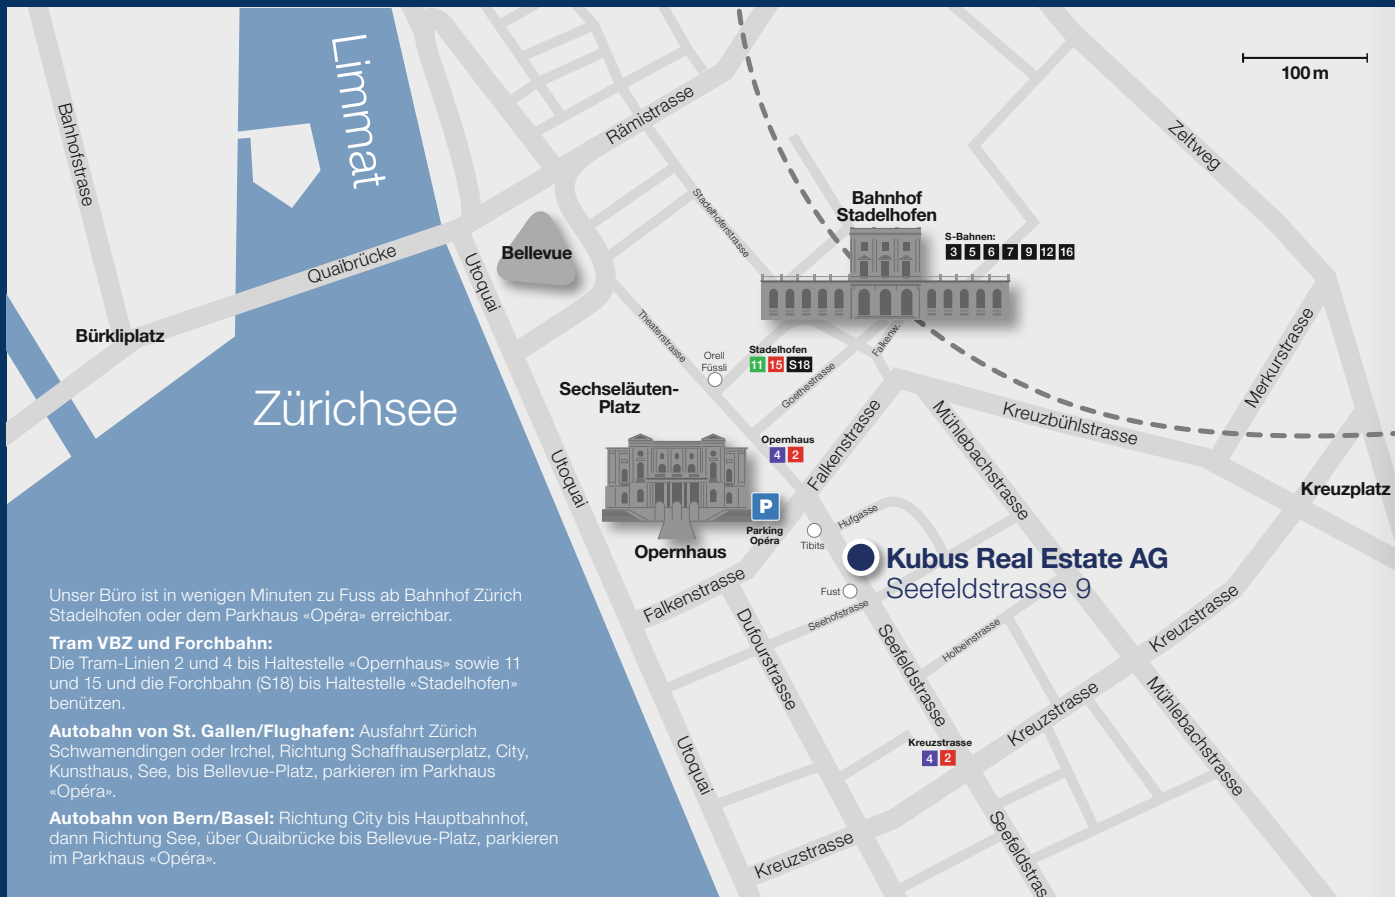 Limmat
100 m
Bahnhofstrase
Rämistrasse
Zeltweg
Bahnhof
Stadelhofen
S-Bahnen:
3 5 6 7 9 12 16
Stadelhoferstrasse
Bellevue
Quaibrücke
Utoquai
Bürkliplatz
Theaterstrasse
Orell
Füssli
Stadelhofen
11 15 S18
Falkenw.
Goethestrasse
Merkurstrasse
Zürichsee
Sechseläuten-
Platz
Kreuzbühlstrasse
Falkenstrasse
Mühlebachstrasse
Opernhaus
4 2
Utoquai
Kreuzplatz
P
Parking
Opéra
Hufgasse
Tibits
Opernhaus
Kubus Real Estate AG
Seefeldstrasse 9
Fust
Falkenstrasse
Seehofstrasse
Dufourstrasse
Seefeldstrasse
Holbeinstrasse
Kreuzstrasse
Kreuzstrasse
Mühlebachstrasse
Kreuzstrasse
4 2
Utoquai
Kreuzstrasse
Seefeldstras
Unser Büro ist in wenigen Minuten zu Fuss ab Bahnhof Zürich
Stadelhofen oder dem Parkhaus «Opéra» erreichbar.
Tram VBZ und Forchbahn:
Die Tram-Linien 2 und 4 bis Haltestelle «Opernhaus» sowie 11
und 15 und die Forchbahn (S18) bis Haltestelle «Stadelhofen»
benützen.
Autobahn von St. Gallen/Flughafen: Ausfahrt Zürich
Schwamendingen oder Irchel, Richtung Schaffhauserplatz, City,
Kunsthaus, See, bis Bellevue-Platz, parkieren im Parkhaus
«Opéra».
Autobahn von Bern/Basel: Richtung City bis Hauptbahnhof,
dann Richtung See, über Quaibrücke bis Bellevue-Platz, parkieren
im Parkhaus «Opéra».